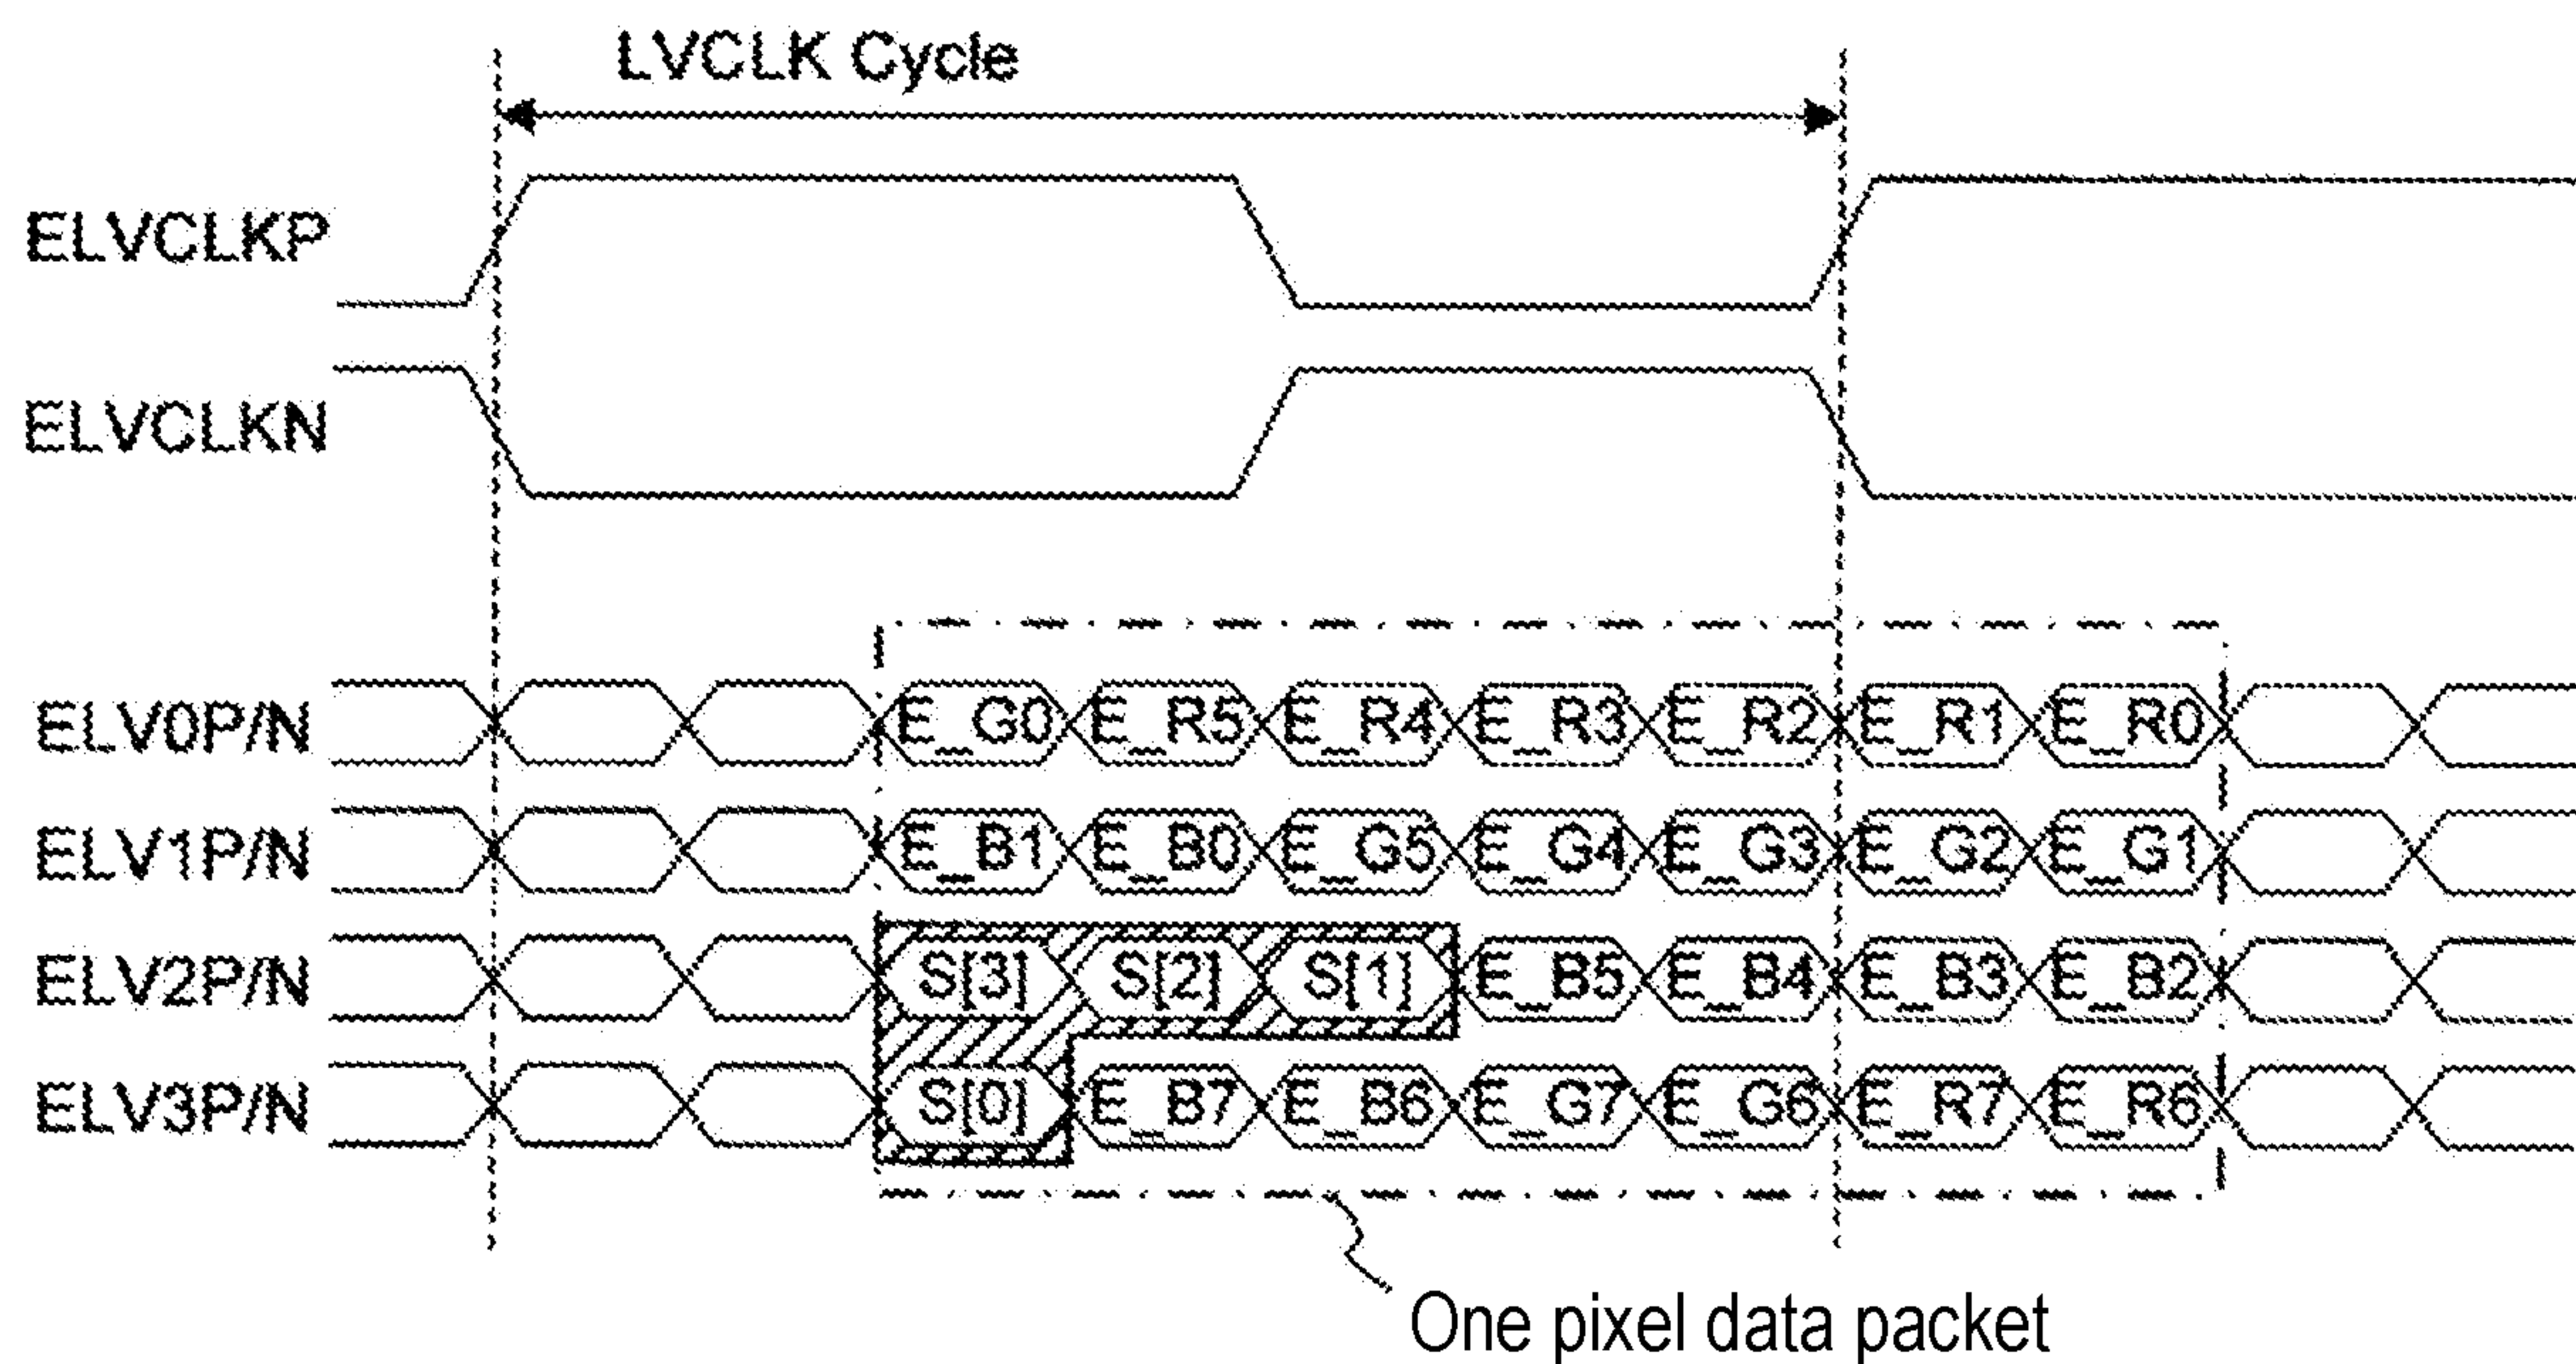 LVCLK Cycle
ELVCLKP
ELVCLKN
ELV0P/N E_G0 E_R5 E_R4 E_R3 E_R2 E_R1 E_R0
ELV1P/N E_B1 E_B0 E_G5 E_G4 E_G3 E_G2 E_G1
ELV2P/N S[3] S[2] S[1] E_B5 E_B4 E_B3 E_B2
ELV3P/N S[0] E_B7 E_B6 E_G7 E_G6 E_R7 E_R6
One pixel data packet